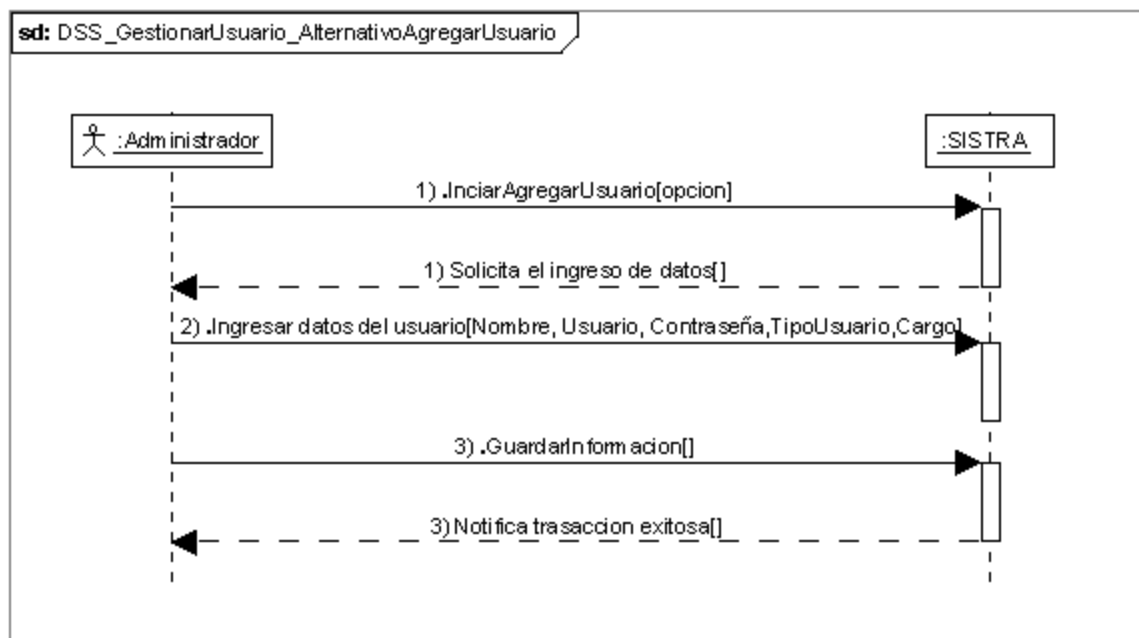 sd: DSS_GestionarUsuario_AlternativoAgregarUsuario
:Administrador
:SISTRA
1) .InciarAgregarUsuario[opcion]
1) Solicita el ingreso de datos[]
2) .Ingresar datos del usuario[Nombre, Usuario, Contraseña,TipoUsuario,Cargo]
3) .GuardarInformacion[]
3) Notifica trasaccion exitosa[]